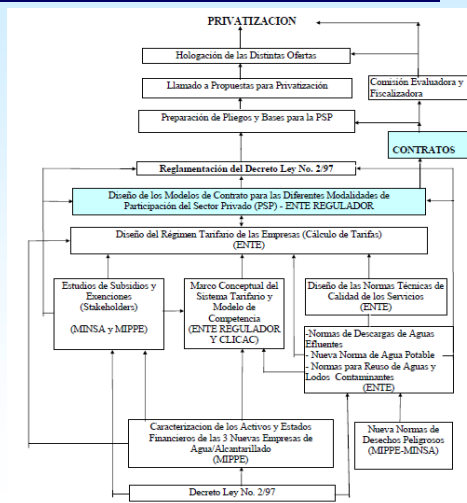 PRIVATIZACION
Hologación de las Distintas Ofertas
Llamado a Propuestas para Privatización
Comisión Evaluadora y
Fiscalizadora
Preparación de Pliegos y Bases para la PSP
CONTRATOS
Reglamentación del Decreto Ley No. 2/97
Diseño de los Modelos de Contrato para las Diferentes Modalidades de
Participación del Sector Privado (PSP) - ENTE REGULADOR
Diseño del Régimen Tarifario de las Empresas (Cálculo de Tarifas)
(ENTE)
Estudios de Subsidios y
Exenciones
(Stakeholders)
(MINSA y MIPPE)
Marco Conceptual del
Sistema Tarifario y
Modelo de
Competencia
(ENTE REGULADOR
Y CLICAC)
Diseño de las Normas Técnicas de
Calidad de los Servicios
(ENTE)
-Normas de Descargas de Aguas
Efluentes
- Nueva Norma de Agua Potable
- Normas para Reuso de Aguas y
Lodos Contaminantes
(ENTE)
Caracterizacion de los Activos y Estados
Financieros de las 3 Nuevas Empresas de
Agua/Alcantarillado
(MIPPE)
Nueva Normas de
Desechos Peligrosos
(MIPPE-MINSA)
Decreto Ley No. 2/97